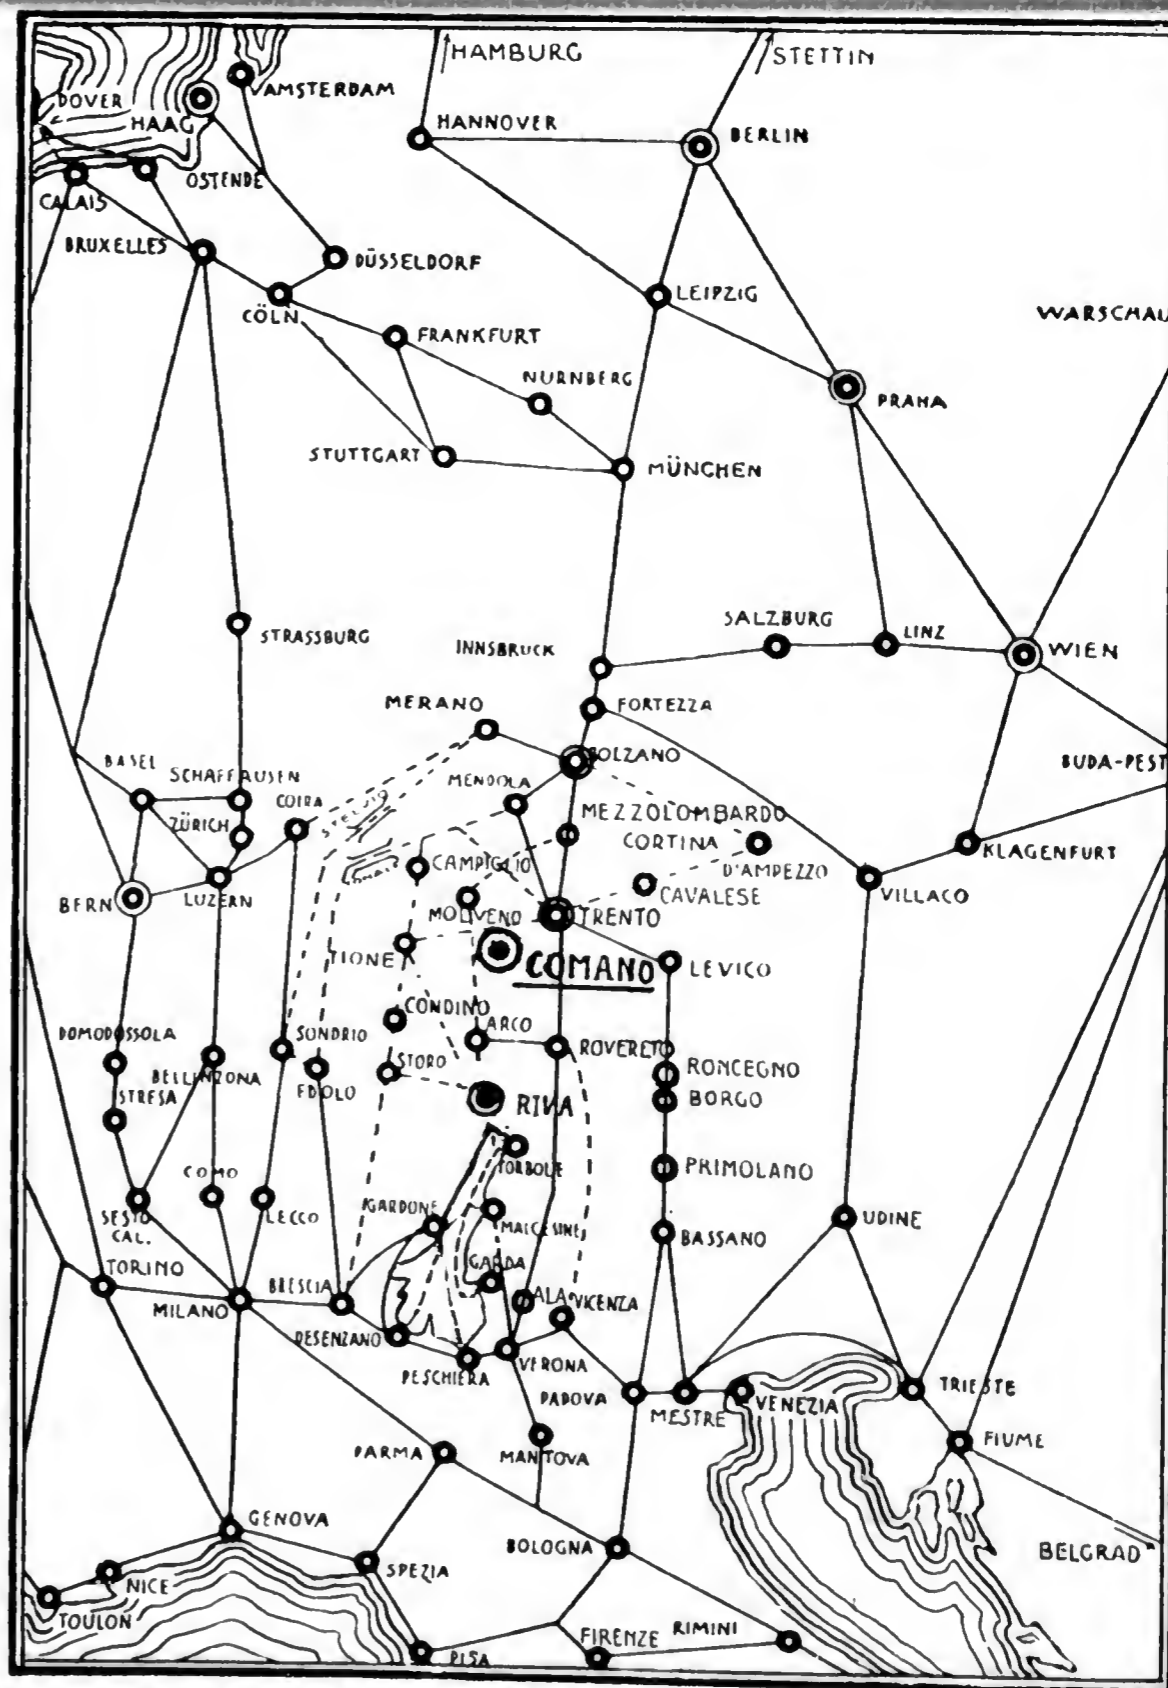 HAMBURG
STETTIN
DOVER
AMSTERDAM
HAAG
HANNOVER
BERLIN
OSTENDE
CALAIS
BRUXELLES
DÜSSELDORF
LEIPZIG
CÖLN
WARSCHAU
FRANKFURT
NURNBERG
PRAHA
STUTTGART
MÜNCHEN
STRASSBURG
SALZBURG
LINZ
INNSBRUCK
WIEN
MERANO
FORTEZZA
BOLZANO
BASEL
BUDA-PEST
SCHAFFAUSEN
MENDOLA
COIRA
STELVIO
ZÜRICH
MEZZOLOMBARDO
CORTINA
D'AMPEZZO
KLAGENFURT
CAMPIGLIO
CAVALESE
VILLACO
BERN
LUZERN
MOLVENO
TRENTO
TIONE
COMANO
LEVICO
CONDINO
ARCO
DOMODOSSOLA
SONDRIO
ROVERETO
BELLINZONA
STORO
RONCEGNO
STRESA
EDOLO
RIVA
BORGO
TORBOLE
PRIMOLANO
COMO
SESTO
CAL.
LECCO
GARDONE
MALCESINE
UDINE
BASSANO
TORINO
GARDA
BRESCIA
MILANO
ALA
VICENZA
DESENZANO
PESCHIERA
VERONA
PADOVA
MESTRE
VENEZIA
TRIESTE
PARMA
MANTOVA
FIUME
GENOVA
BOLOGNA
BELGRAD
SPEZIA
NICE
TOULON
FIRENZE
RIMINI
PISA